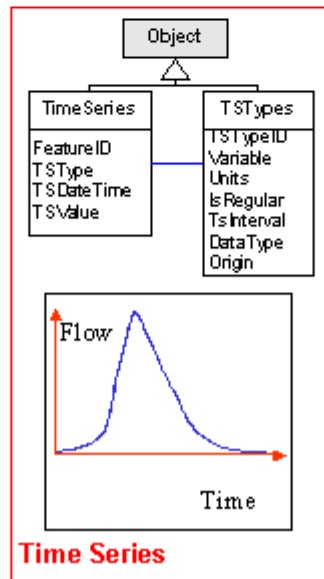 Object
TimeSeries
FeatureID
TSType
TSDateTime
TSValue
TSTypes
TSTypeID
Variable
Units
IsRegular
TsInterval
DataType
Origin
Flow
Time
Time Series